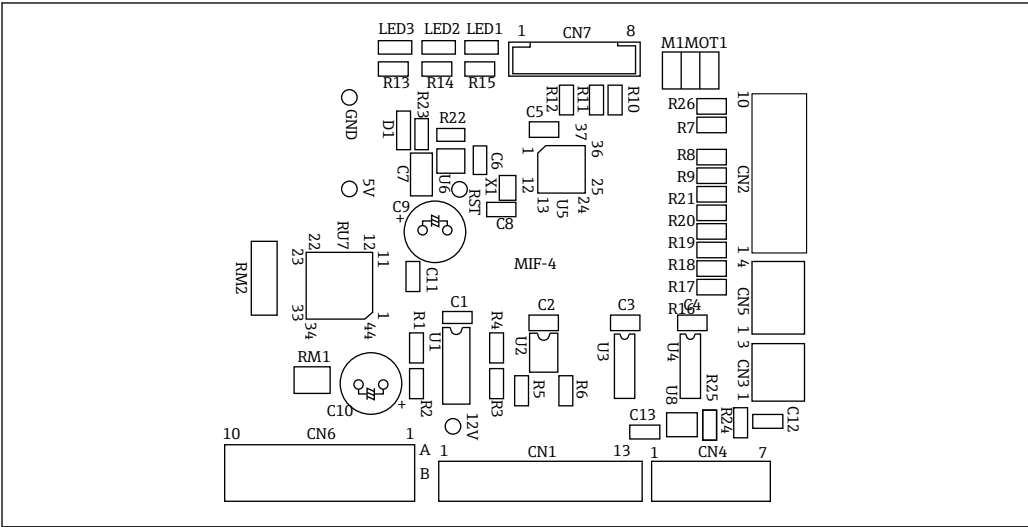 LED3 LED2 LED1
1 CN7 8
M1MOT1
R13 R14 R15
GND
R23
D1
R22
R12 R11 R10
C5
37 36
1
12
13 U5 24
25
R26
R7
10
CN2
1
R8
R9
R21
R20
R19
R18
R17
R16
C7
U6
C6
X1
RST
C8
5V
C9
+
RU7
22
23
12
11
33
34
1
44
RM2
C11
MIF-4
4
CN5
1
3
CN3
1
C1
C2
C3
C4
R1
U1
R4
U2
U3
U4
RM1
C10
+
R2
R3
R5
R6
12V
U8
R25
C13
R24
C12
10 CN6 1
A
B
1 CN1 13
1 CN4 7